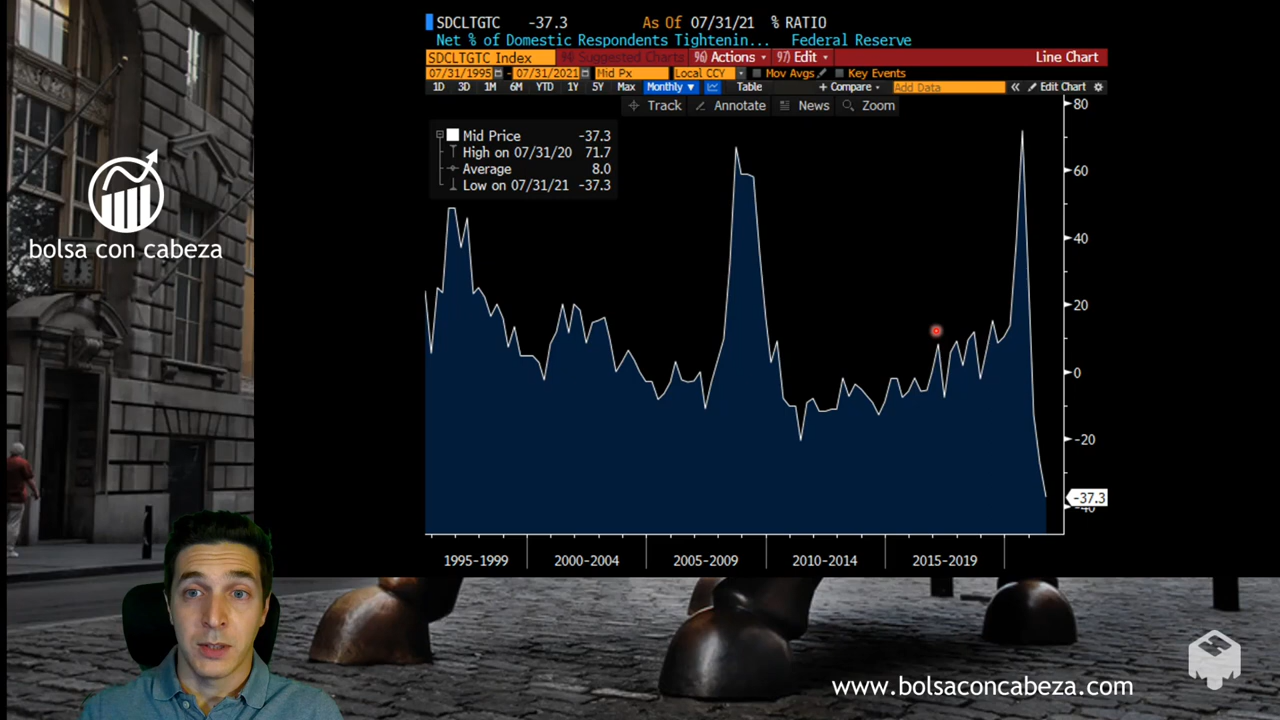 SDCLTGTC -37.3 As Of 07/31/21 % RATIO
Net % of Domestic Respondents Tightenin... Federal Reserve
SDCLTGTC Index 94) Suggested Charts 96) Actions 97) Edit Line Chart
07/31/1995 - 07/31/2021 Mid Px Local CCY Mov Avgs Key Events
1D 3D 1M 6M YTD 1Y 5Y Max Monthly ▼ Table + Compare Add Data « Edit Chart
Track Annotate News Zoom
Mid Price -37.3
High on 07/31/20 71.7
Average 8.0
Low on 07/31/21 -37.3
80
60
40
20
0
-20
-37.3
-40
1995-1999 2000-2004 2005-2009 2010-2014 2015-2019
bolsa con cabeza
www.bolsaconcabeza.com